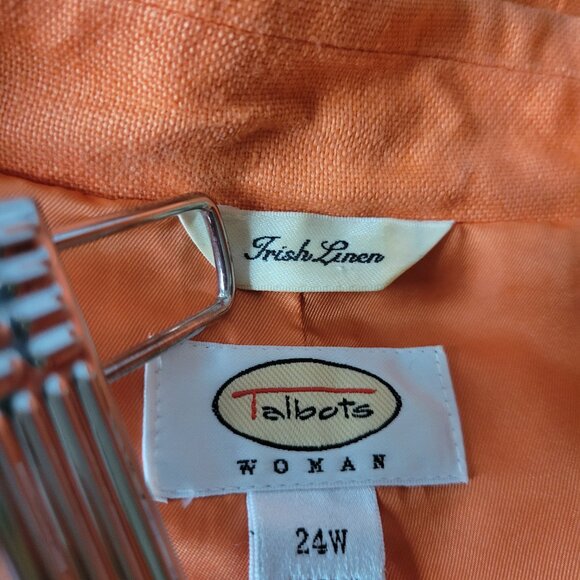 Irish Linen
Talbots
WOMAN
24W